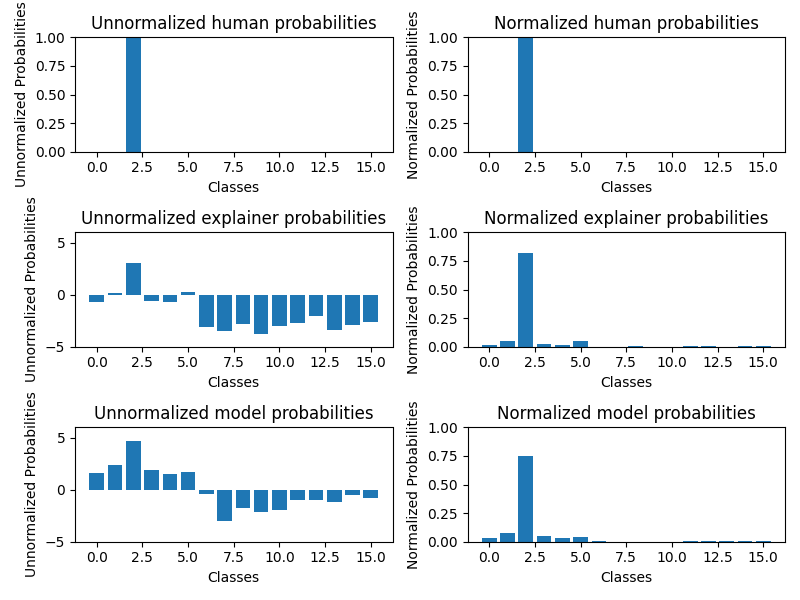 Unnormalized human probabilities
Unnormalized Probabilities
1.00
0.75
0.50
0.25
0.00
0.0 2.5 5.0 7.5 10.0 12.5 15.0
Classes
Normalized human probabilities
Normalized Probabilities
1.00
0.75
0.50
0.25
0.00
0.0 2.5 5.0 7.5 10.0 12.5 15.0
Classes
Unnormalized explainer probabilities
Unnormalized Probabilities
5
0
−5
0.0 2.5 5.0 7.5 10.0 12.5 15.0
Classes
Normalized explainer probabilities
Normalized Probabilities
1.00
0.75
0.50
0.25
0.00
0.0 2.5 5.0 7.5 10.0 12.5 15.0
Classes
Unnormalized model probabilities
Unnormalized Probabilities
5
0
−5
0.0 2.5 5.0 7.5 10.0 12.5 15.0
Classes
Normalized model probabilities
Normalized Probabilities
1.00
0.75
0.50
0.25
0.00
0.0 2.5 5.0 7.5 10.0 12.5 15.0
Classes